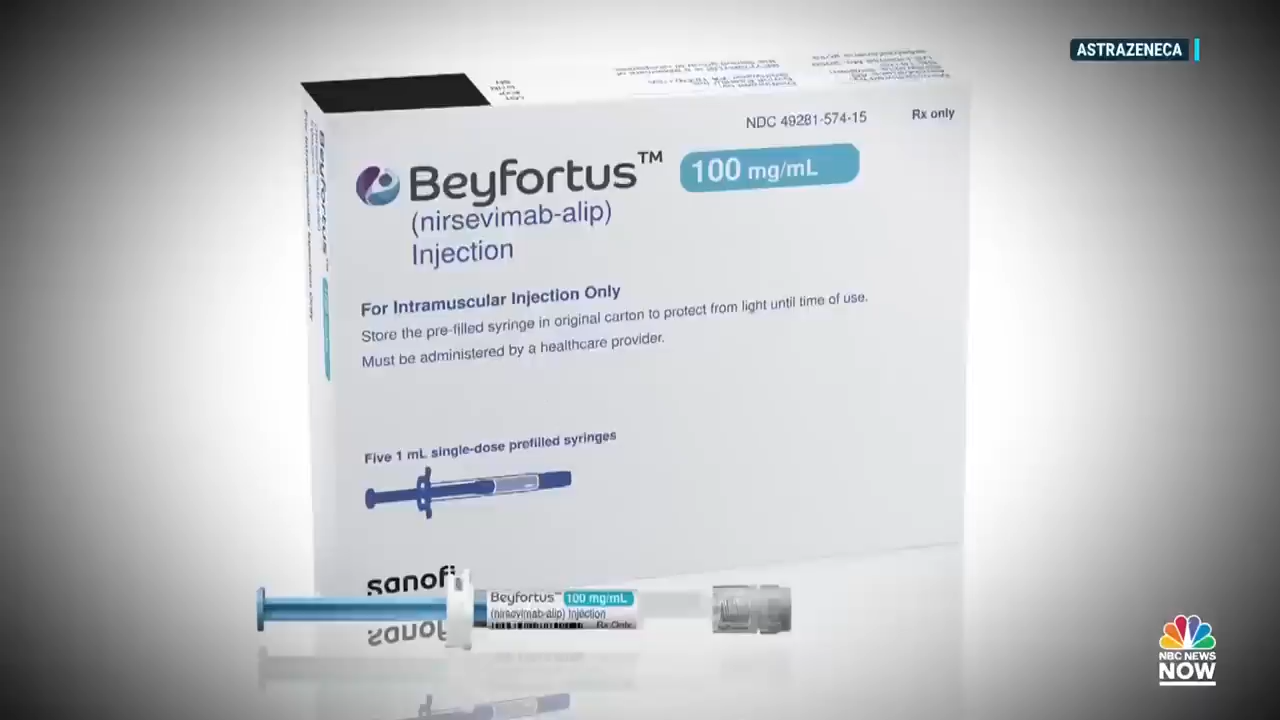 ASTRAZENECA
NDC 49281-574-15
Rx only
Beyfortus™
100 mg/mL
(nirsevimab-alip)
Injection
For Intramuscular Injection Only
Store the pre-filled syringe in original carton to protect from light until time of use.
Must be administered by a healthcare provider.
Five 1 mL single-dose prefilled syringes
sanofi
Beyfortus™ 100 mg/mL
(nirsevimab-alip) Injection
Rx Only
Beyfortus™
NBC NEWS
NOW